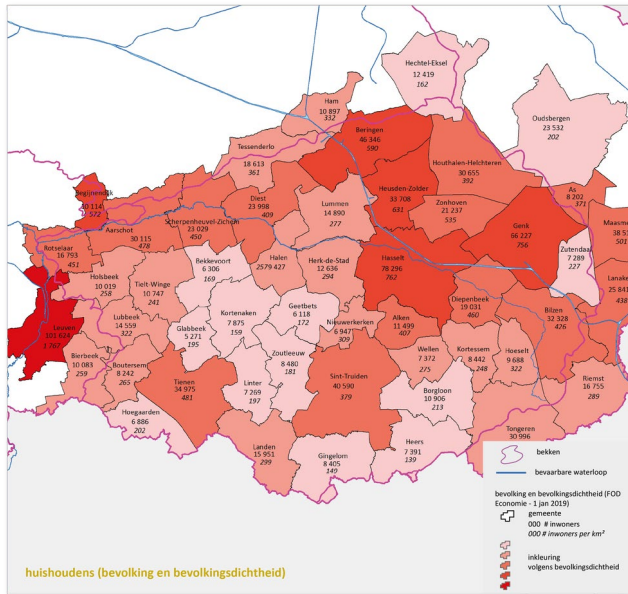 Hechtel-Eksel
12 419
162
Ham
10 897
332
Oudsbergen
23 532
202
Beringen
46 346
590
Tessenderlo
18 613
361
Houthalen-Helchteren
30 655
392
Begijnendijk
10 114
572
Heusden-Zolder
33 708
631
As
8 202
371
Diest
23 998
409
Lummen
14 890
277
Zonhoven
21 237
535
Scherpenheuvel-Zichem
23 029
450
Aarschot
30 115
478
Genk
66 227
756
Maasm
501
Rotselaar
16 793
451
Zutendaal
7 289
227
Bekkevoort
6 306
169
Halen
2579 427
Herk-de-Stad
12 636
294
Hasselt
78 296
762
Holsbeek
10 019
258
Tielt-Winge
10 747
241
Lanake
25 841
438
Geetbets
6 118
172
Diepenbeek
19 031
460
Kortenaken
7 875
159
Lubbeek
14 559
322
Nieuwerkerken
6 947
309
Alken
11 499
407
Bilzen
32 328
426
Leuven
101 624
1 767
Glabbeek
5 271
195
Bierbeek
10 083
259
Boutersem
8 242
265
Zoutleeuw
8 480
181
Wellen
7 372
275
Kortessem
8 442
248
Hoeselt
9 688
322
Tienen
34 975
481
Linter
7 269
197
Sint-Truiden
40 590
379
Borgloon
10 906
213
Riemst
16 755
289
Hoegaarden
6 886
202
Tongeren
30 996
Landen
15 951
299
Gingelom
8 405
149
Heers
7 391
139
bekken
bevaarbare waterloop
bevolking en bevolkingsdichtheid (FOD
Economie - 1 jan 2019)
gemeente
000 # inwoners
000 # inwoners per km²
inkleuring
volgens bevolkingsdichtheid
huishoudens (bevolking en bevolkingsdichtheid)